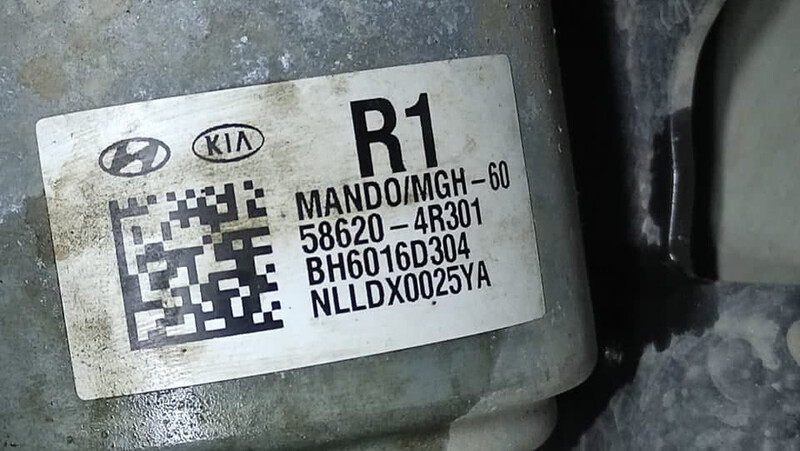 KIA
R1
MANDO/MGH-60
58620-4R301
BH6016D304
NLLDX0025YA